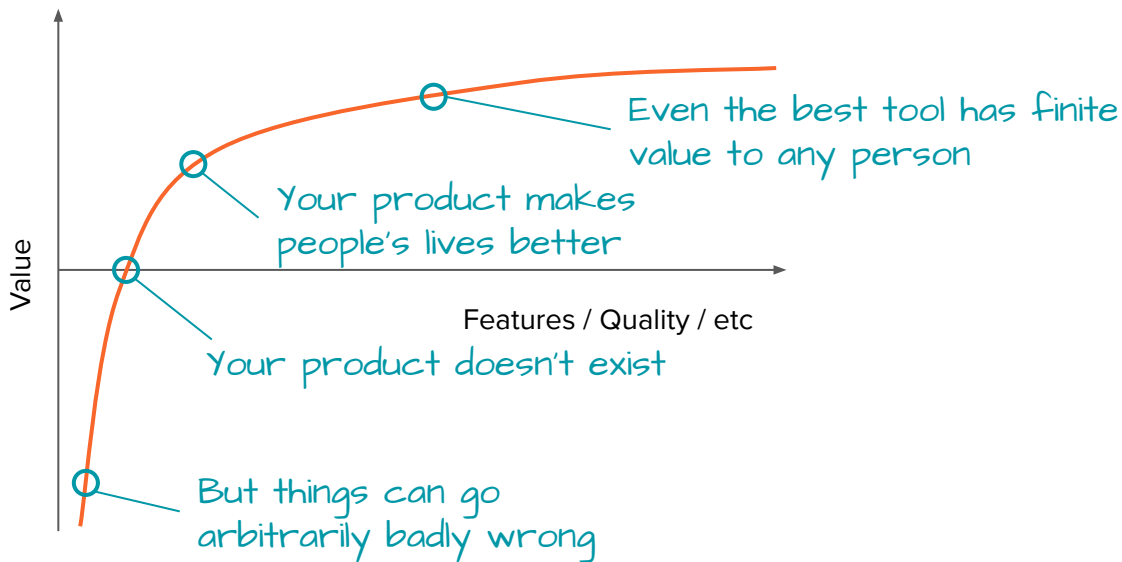 Even the best tool has finite
value to any person
Your product makes
people's lives better
Value
Features / Quality / etc
Your product doesn't exist
But things can go
arbitrarily badly wrong